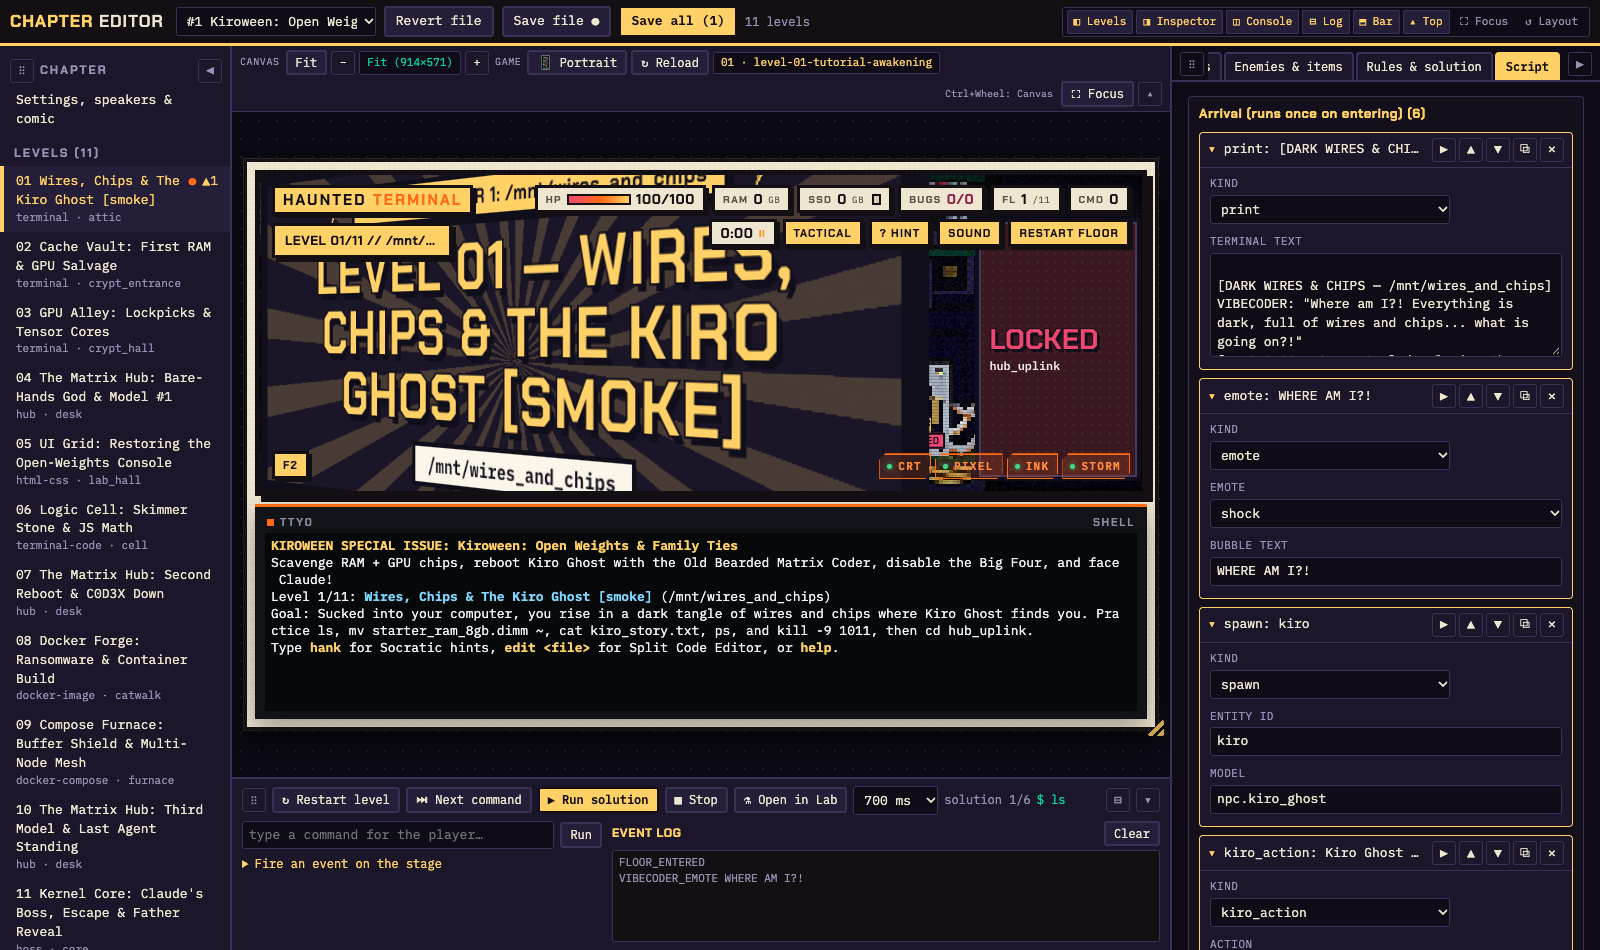 CHAPTER EDITOR
#1 Kiroween: Open Weig
Revert file
Save file ●
Save all (1)
11 levels
Levels
Inspector
Console
Log
Bar
Top
Focus
Layout
CHAPTER
Settings, speakers &
comic
LEVELS (11)
01 Wires, Chips & The ● ▲1
Kiro Ghost [smoke]
terminal · attic
02 Cache Vault: First RAM
& GPU Salvage
terminal · crypt_entrance
03 GPU Alley: Lockpicks &
Tensor Cores
terminal · crypt_hall
04 The Matrix Hub: Bare-
Hands God & Model #1
hub · desk
05 UI Grid: Restoring the
Open-Weights Console
html-css · lab_hall
06 Logic Cell: Skimmer
Stone & JS Math
terminal-code · cell
07 The Matrix Hub: Second
Reboot & C0D3X Down
hub · desk
08 Docker Forge:
Ransomware & Container
Build
docker-image · catwalk
09 Compose Furnace:
Buffer Shield & Multi-
Node Mesh
docker-compose · furnace
10 The Matrix Hub: Third
Model & Last Agent
Standing
hub · desk
11 Kernel Core: Claude's
Boss, Escape & Father
Reveal
boss · core
CANVAS
Fit
−
Fit (914×571)
+
GAME
Portrait
↻ Reload
01 · level-01-tutorial-awakening
Ctrl+Wheel: Canvas
Focus
HAUNTED TERMINAL
R 1: /mnt/wires_and_chips
HP 100/100
RAM 0 GB
SSD 0 GB
BUGS 0/0
FL 1 /11
CMD 0
LEVEL 01/11 // /mnt/…
0:00
TACTICAL
? HINT
SOUND
RESTART FLOOR
LEVEL 01 — WIRES,
CHIPS & THE KIRO
GHOST [SMOKE]
/mnt/wires_and_chips
LOCKED
hub_uplink
F2
CRT
PIXEL
INK
STORM
TTY0
SHELL
KIROWEEN SPECIAL ISSUE: Kiroween: Open Weights & Family Ties
Scavenge RAM + GPU chips, reboot Kiro Ghost with the Old Bearded Matrix Coder, disable the Big Four, and face
Claude!
Level 1/11: Wires, Chips & The Kiro Ghost [smoke] (/mnt/wires_and_chips)
Goal: Sucked into your computer, you rise in a dark tangle of wires and chips where Kiro Ghost finds you. Pra
ctice ls, mv starter_ram_8gb.dimm ~, cat kiro_story.txt, ps, and kill -9 1011, then cd hub_uplink.
Type hank for Socratic hints, edit <file> for Split Code Editor, or help.
↻ Restart level
Next command
▶ Run solution
■ Stop
Open in Lab
700 ms
solution 1/6 $ ls
type a command for the player…
Run
▶ Fire an event on the stage
EVENT LOG
Clear
FLOOR_ENTERED
VIBECODER_EMOTE WHERE AM I?!
s
Enemies & items
Rules & solution
Script
Arrival (runs once on entering) (6)
print: [DARK WIRES & CHI…
KIND
print
TERMINAL TEXT
[DARK WIRES & CHIPS — /mnt/wires_and_chips]
VIBECODER: "Where am I?! Everything is
dark, full of wires and chips... what is
going on?!"
emote: WHERE AM I?!
KIND
emote
EMOTE
shock
BUBBLE TEXT
WHERE AM I?!
spawn: kiro
KIND
spawn
ENTITY ID
kiro
MODEL
npc.kiro_ghost
kiro_action: Kiro Ghost …
KIND
kiro_action
ACTION